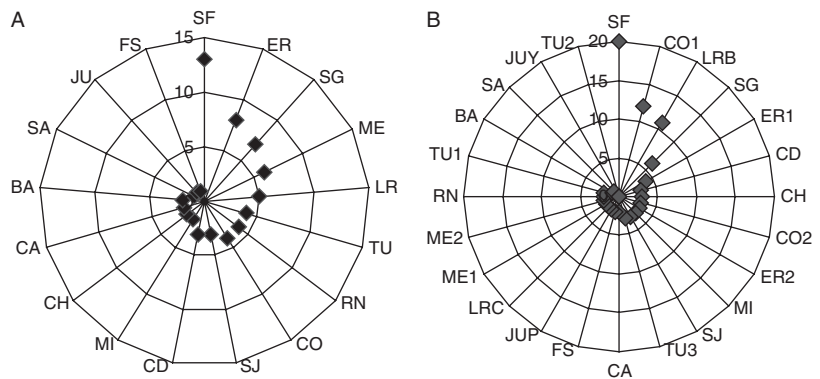 A
SF
15
FS
ER
JU
SG
10
SA
ME
5
BA
LR
CA
TU
CH
RN
MI
CO
CD
SJ
B
SF
20
TU2
CO1
JUY
LRB
15
SA
SG
10
BA
ER1
5
TU1
CD
RN
CH
ME2
CO2
ME1
ER2
LRC
MI
JUP
SJ
FS
TU3
CA